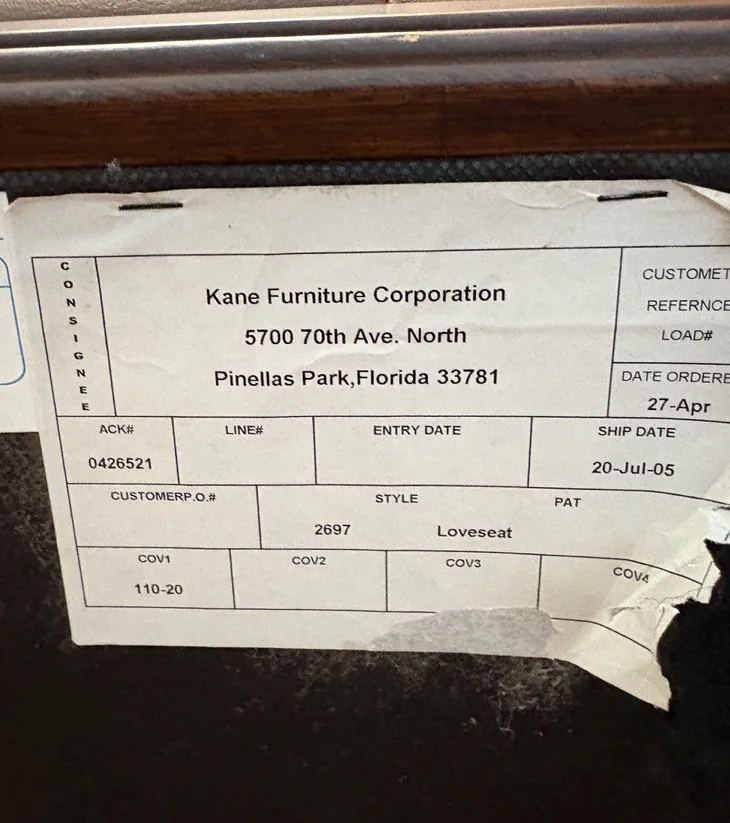 CONSIGNEE
Kane Furniture Corporation
5700 70th Ave. North
Pinellas Park,Florida 33781
CUSTOMET
REFERNCE
LOAD#
DATE ORDERE
27-Apr
ACK#
0426521
LINE#
ENTRY DATE
SHIP DATE
20-Jul-05
CUSTOMERP.O.#
STYLE
2697
Loveseat
PAT
COV1
110-20
COV2
COV3
COV4